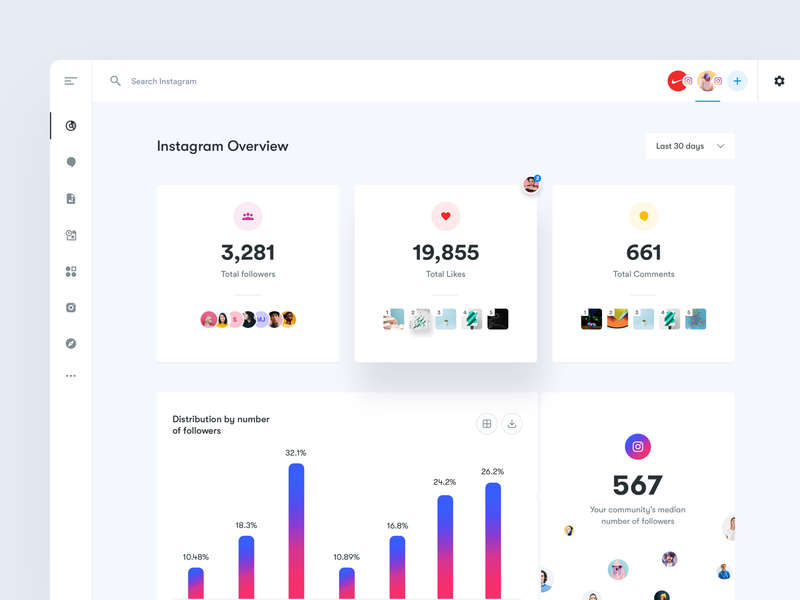 Search Instagram
Instagram Overview
Last 30 days
3,281
Total followers
S
MJ
19,855
Total Likes
1 2 3 4 5
661
Total Comments
1 2 3 4 5
Distribution by number
of followers
10.48%
18.3%
32.1%
10.89%
16.8%
24.2%
26.2%
567
Your community's median
number of followers